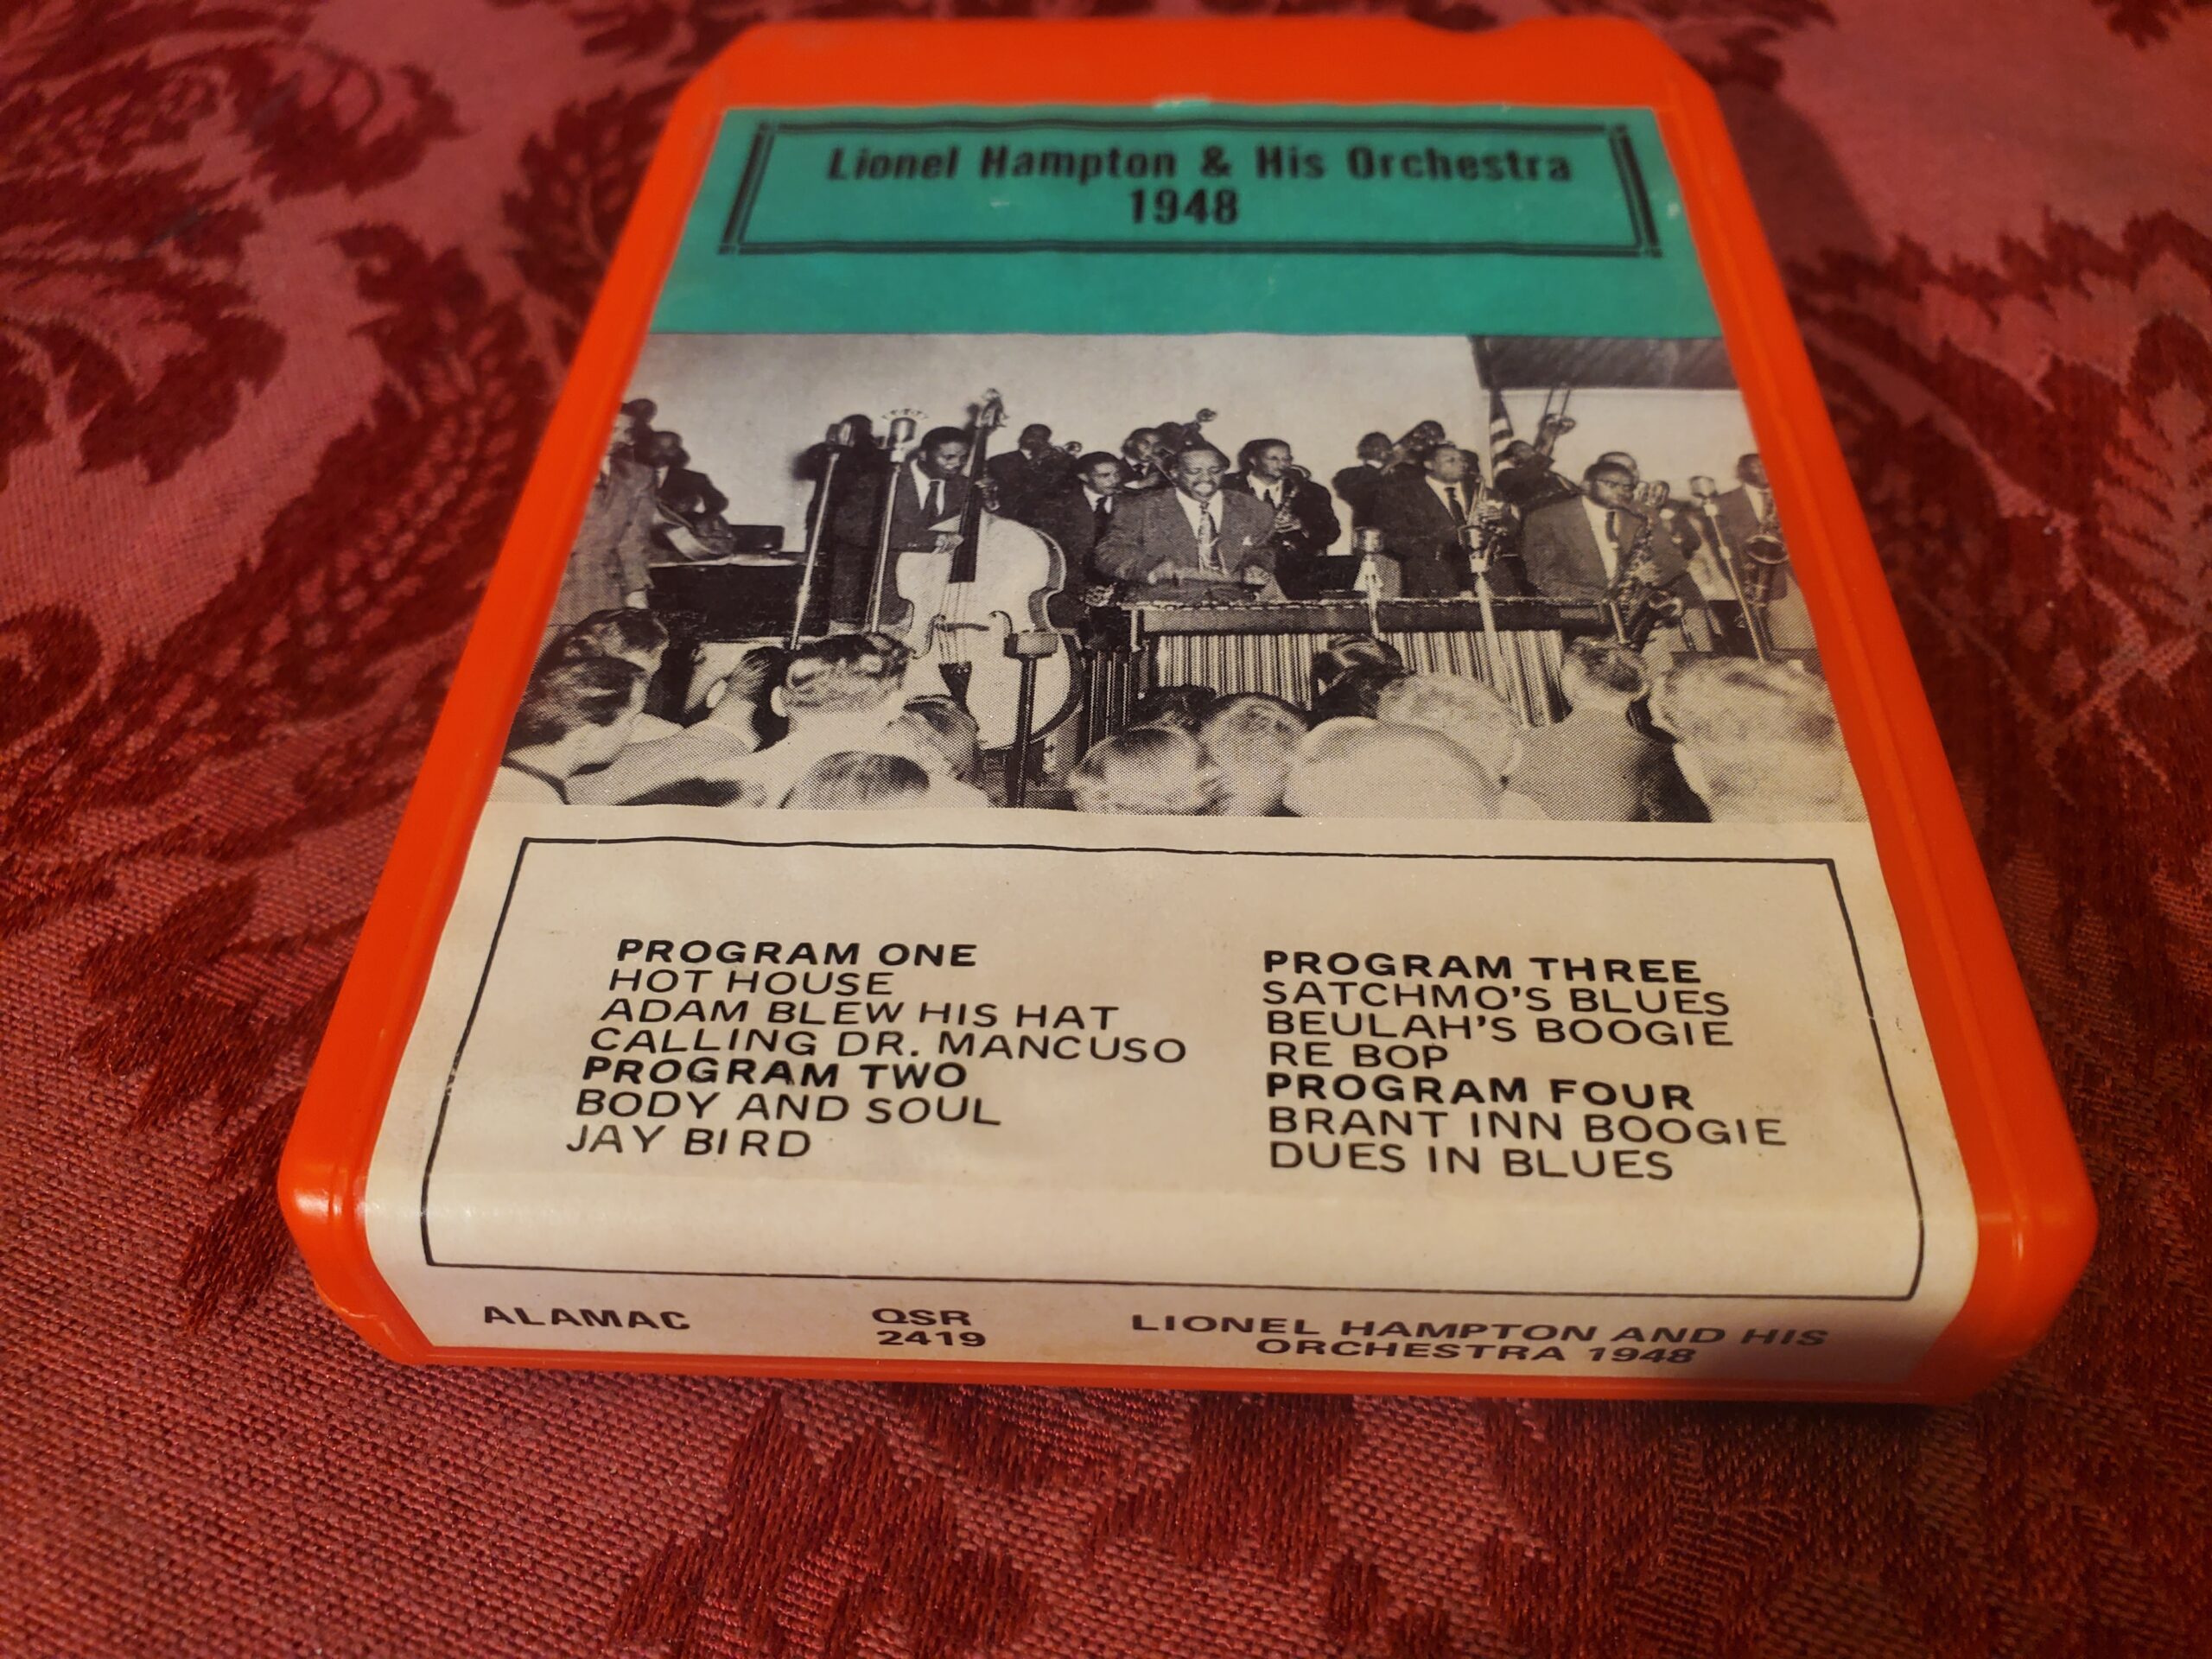 Lionel Hampton & His Orchestra
1948
PROGRAM ONE
HOT HOUSE
ADAM BLEW HIS HAT
CALLING DR. MANCUSO
PROGRAM TWO
BODY AND SOUL
JAY BIRD
PROGRAM THREE
SATCHMO'S BLUES
BEULAH'S BOOGIE
RE BOP
PROGRAM FOUR
BRANT INN BOOGIE
DUES IN BLUES
ALAMAC
QSR
2419
LIONEL HAMPTON AND HIS
ORCHESTRA 1948